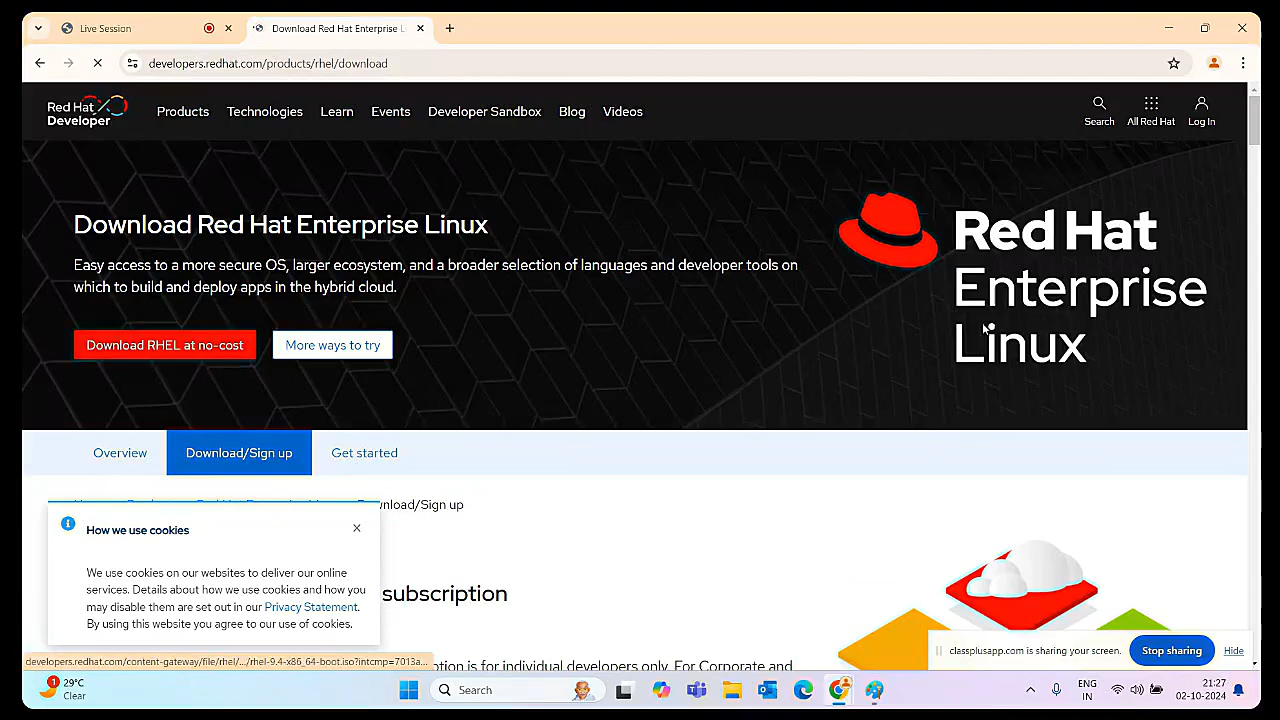 Live Session
Download Red Hat Enterprise L
developers.redhat.com/products/rhel/download
Red Hat
Developer
Products
Technologies
Learn
Events
Developer Sandbox
Blog
Videos
Search
All Red Hat
Log In
Download Red Hat Enterprise Linux
Easy access to a more secure OS, larger ecosystem, and a broader selection of languages and developer tools on
which to build and deploy apps in the hybrid cloud.
Download RHEL at no-cost
More ways to try
Red Hat
Enterprise
Linux
Overview
Download/Sign up
Get started
wnload/Sign up
How we use cookies
We use cookies on our websites to deliver our online
services. Details about how we use cookies and how you
may disable them are set out in our Privacy Statement.
By using this website you agree to our use of cookies.
subscription
ption is for individual developers only. For Corporate and
classplusapp.com is sharing your screen.
Stop sharing
Hide
developers.redhat.com/content-gateway/file/rhel/.../rhel-9.4-x86_64-boot.iso?intcmp=7013a...
1
29°C
Clear
Search
ENG
IN
21:27
02-10-2024